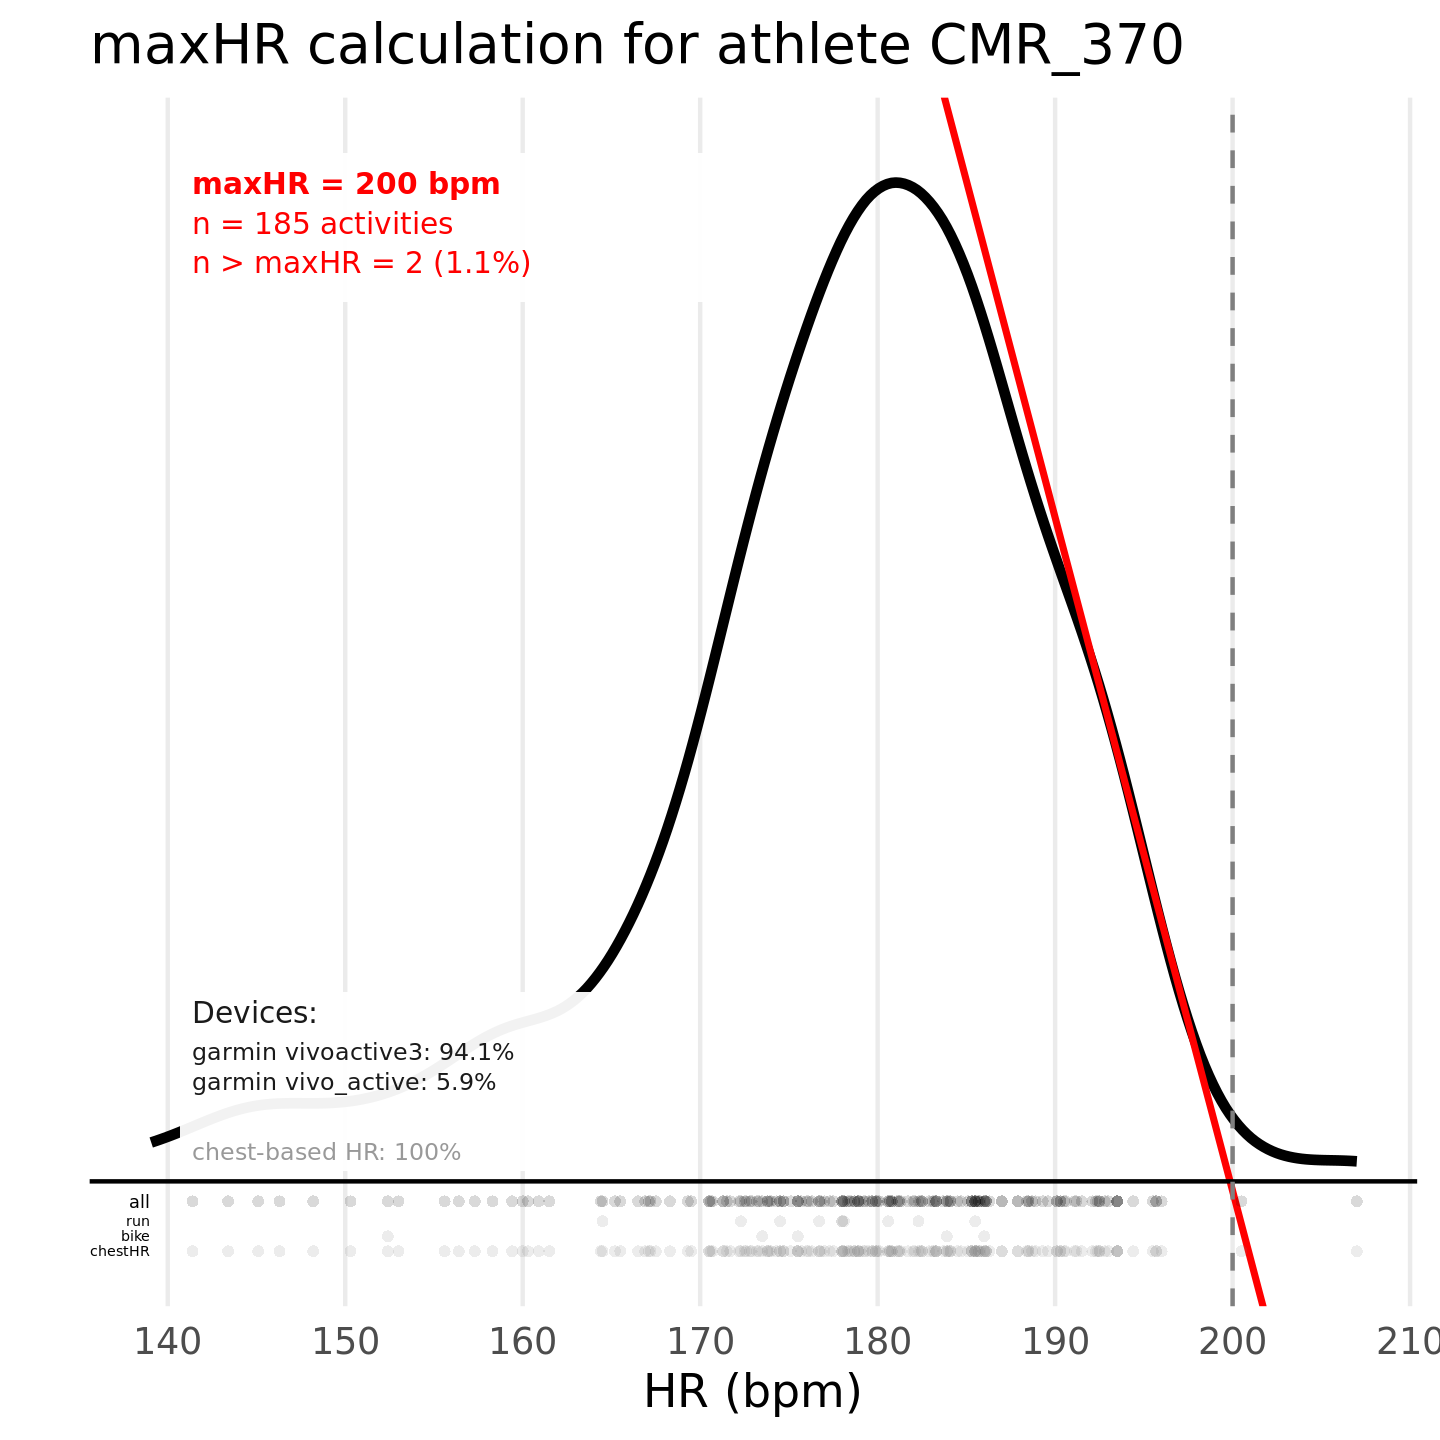 maxHR calculation for athlete CMR_370
maxHR = 200 bpm
n = 185 activities
n > maxHR = 2 (1.1%)
Devices:
garmin vivoactive3: 94.1%
garmin vivo_active: 5.9%
chest-based HR: 100%
all
run
bike
chestHR
140 150 160 170 180 190 200 210
HR (bpm)